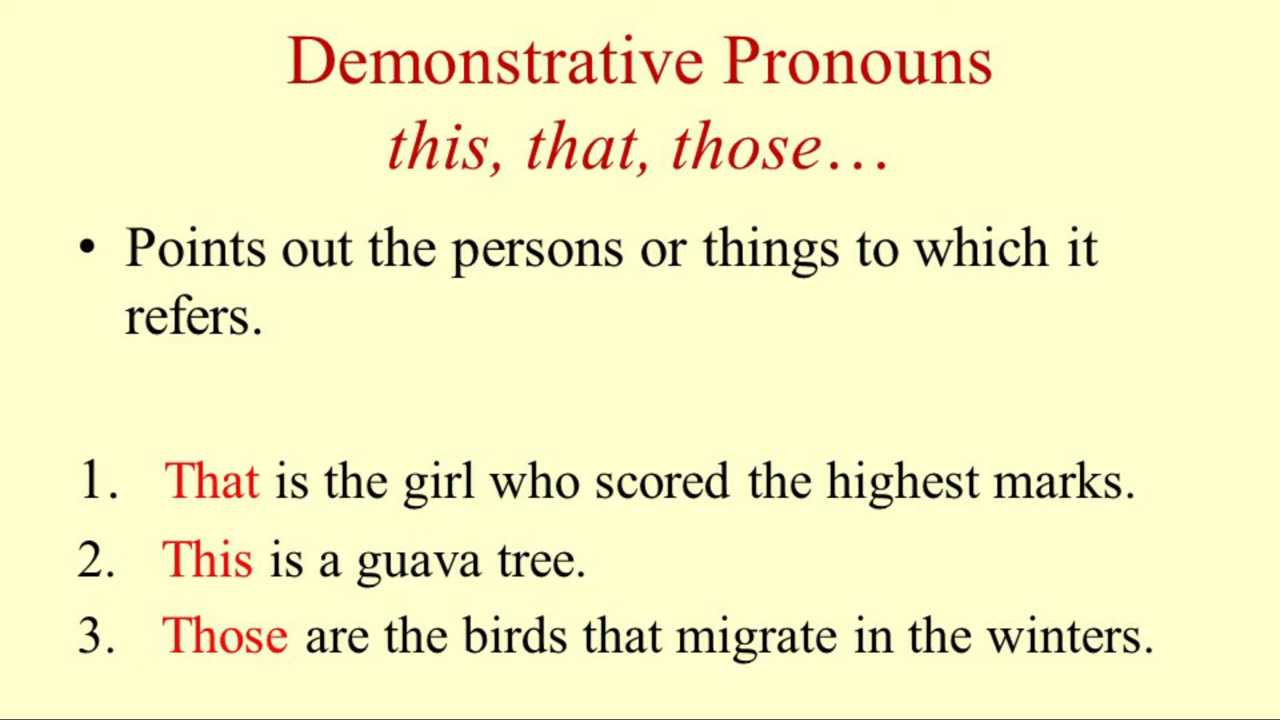 Demonstrative Pronouns
this, that, those…
• Points out the persons or things to which it
refers.
1. That is the girl who scored the highest marks.
2. This is a guava tree.
3. Those are the birds that migrate in the winters.